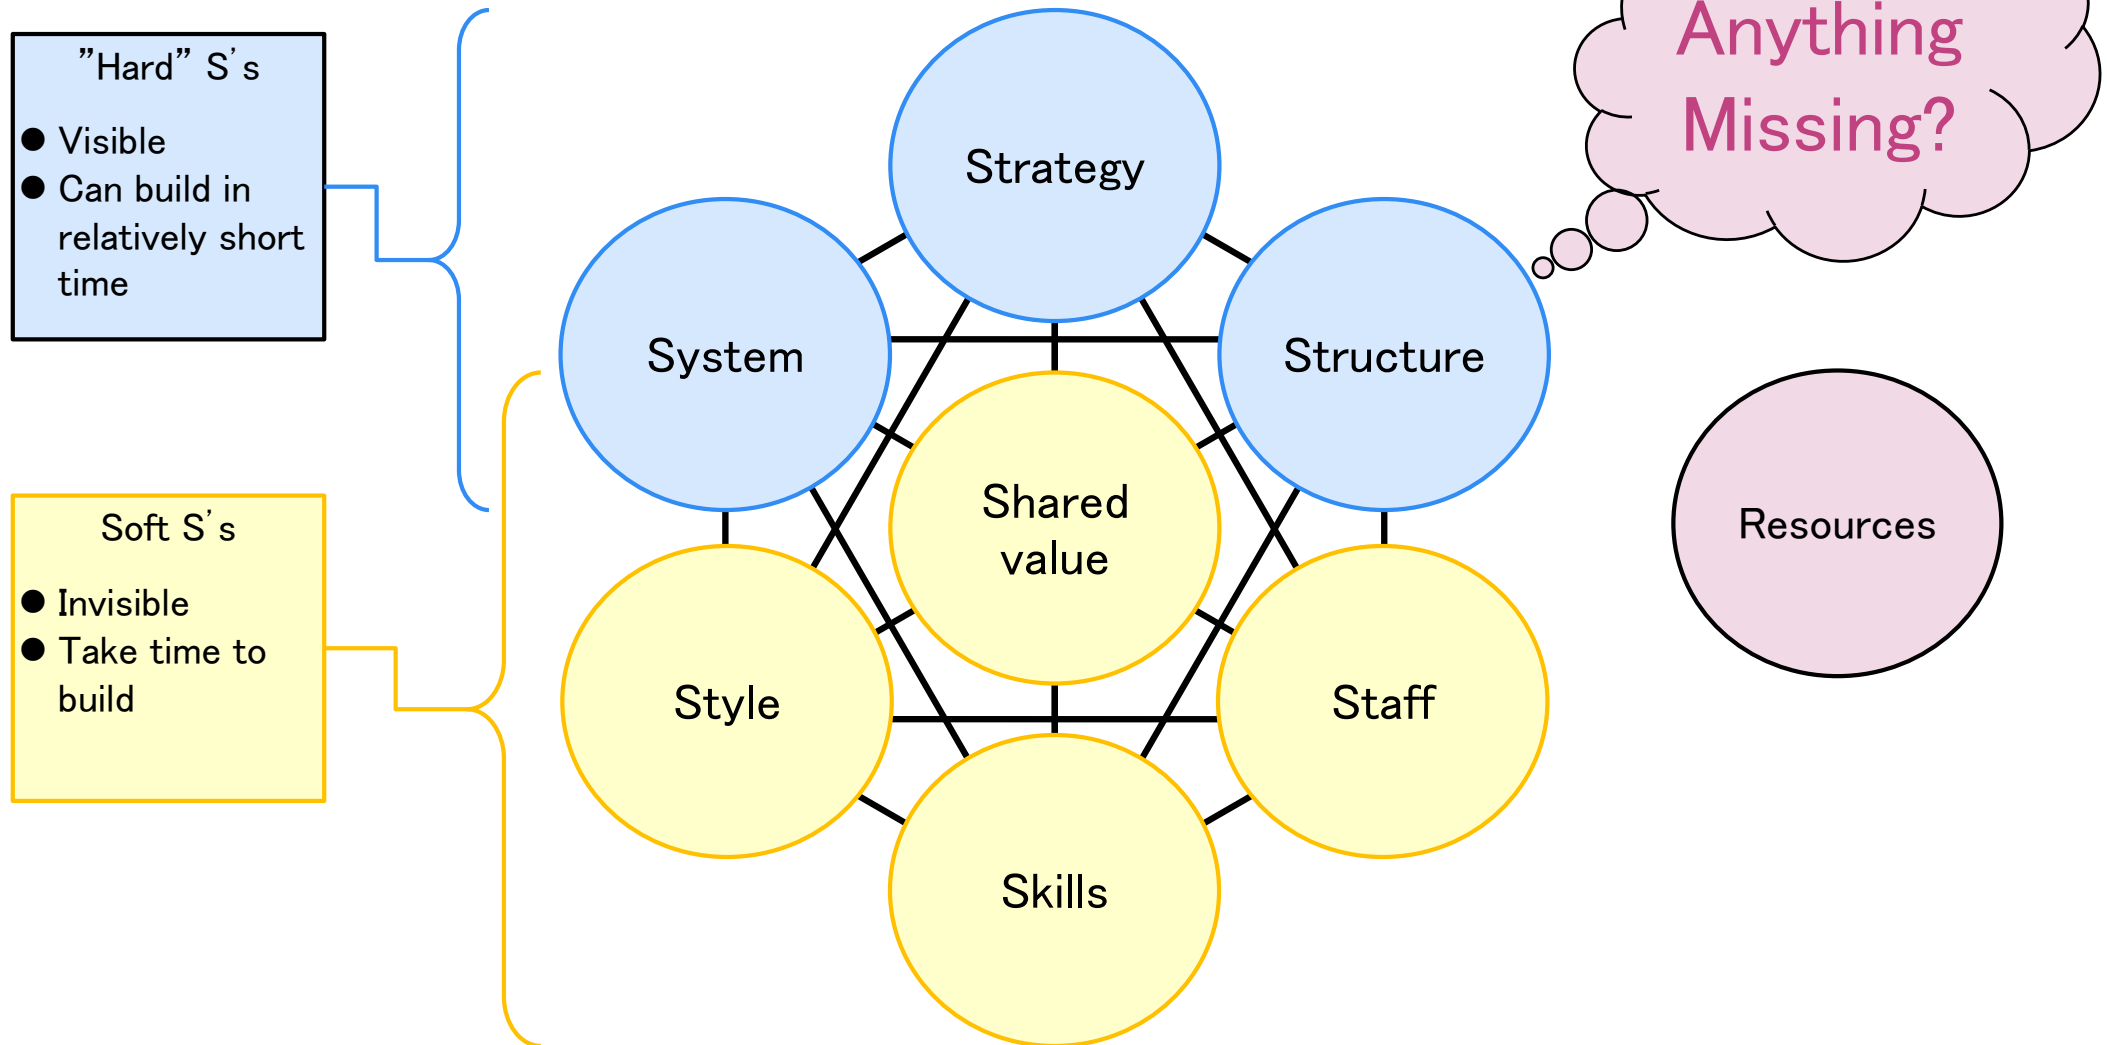 ”Hard” S’s
● Visible
● Can build in
relatively short
time
Soft S’s
● Invisible
● Take time to
build
Strategy
System
Structure
Shared
value
Style
Staff
Skills
Anything
Missing?
Resources